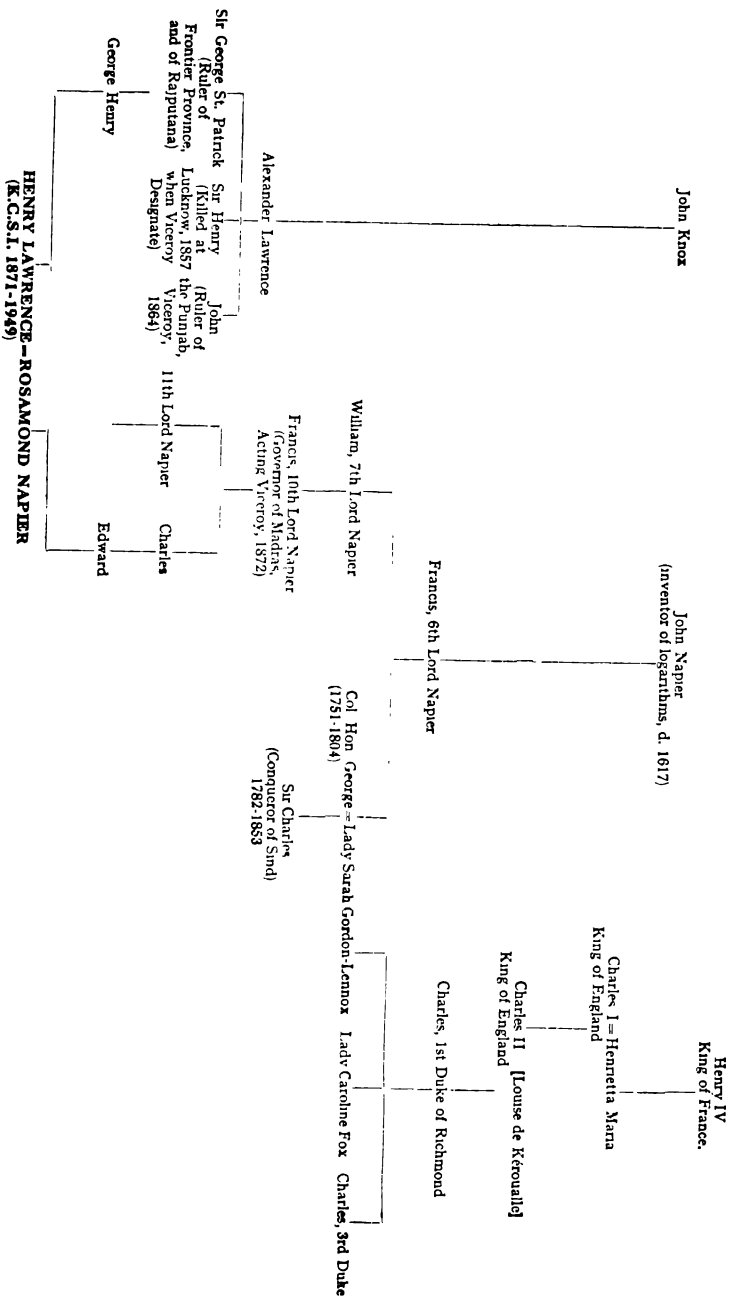 John Knox
John Napier
(inventor of logarithms, d. 1617)
Henry IV
King of France.
Charles I = Henrietta Maria
King of England
Charles II [Louise de Kéroualle]
King of England
Francis, 6th Lord Napier
Charles, 1st Duke of Richmond
William, 7th Lord Napier
Col Hon George = Lady Sarah Gordon-Lennox Lady Caroline Fox Charles, 3rd Duke
(1751-1804)
Alexander Lawrence
Francis, 10th Lord Napier
(Governor of Madras,
Acting Viceroy, 1872)
Sir Charles
(Conqueror of Sind)
1782-1853
Sir George St. Patrick
(Ruler of
Frontier Province,
and of Rajputana)
Sir Henry
(Killed at
Lucknow, 1857
when Viceroy
Designate)
John
(Ruler of
the Punjab,
Viceroy,
1864)
11th Lord Napier
Charles
George Henry
Edward
HENRY LAWRENCE=ROSAMOND NAPIER
(K.C.S.I. 1871-1949)